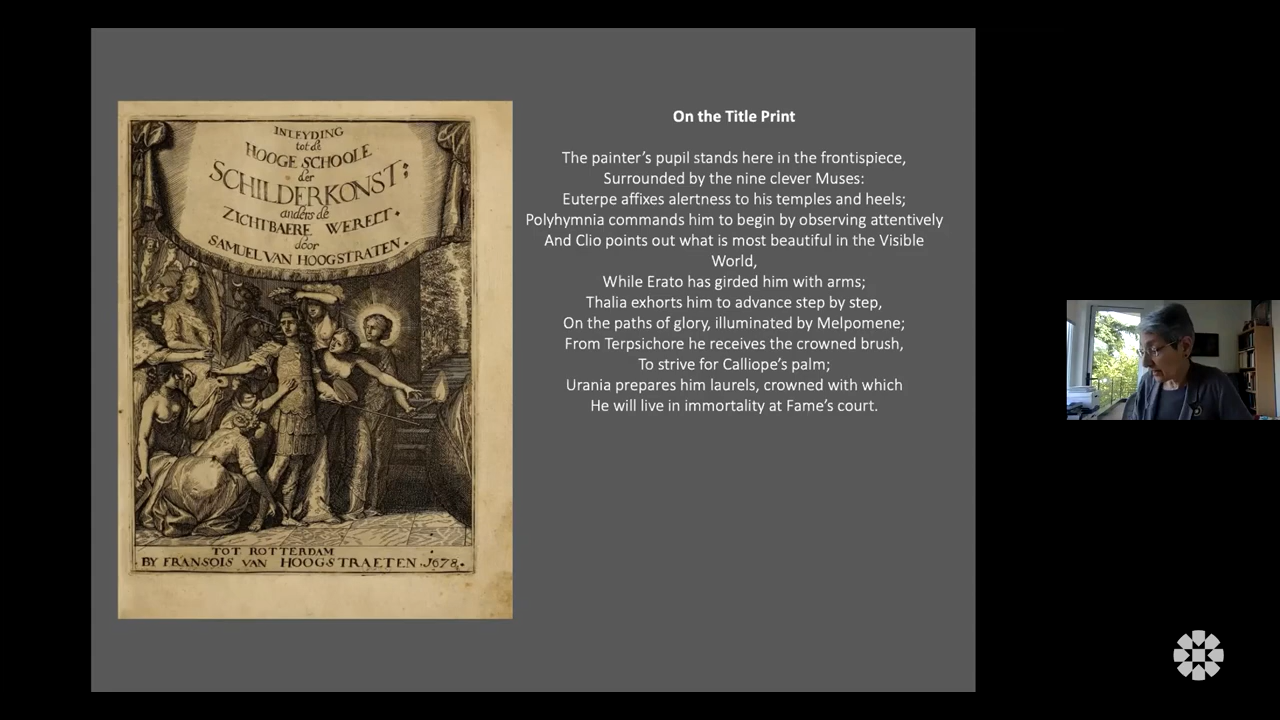 INLEYDING
tot de
HOOGE SCHOOLE
der
SCHILDERKONST:
anders de
ZICHTBAERE WERELT.
door
SAMUEL VAN HOOGSTRATEN.
TOT ROTTERDAM
BY FRANSOIS VAN HOOGSTRAETEN. 1678.
On the Title Print
The painter’s pupil stands here in the frontispiece,
Surrounded by the nine clever Muses:
Euterpe affixes alertness to his temples and heels;
Polyhymnia commands him to begin by observing attentively
And Clio points out what is most beautiful in the Visible
World,
While Erato has girded him with arms;
Thalia exhorts him to advance step by step,
On the paths of glory, illuminated by Melpomene;
From Terpsichore he receives the crowned brush,
To strive for Calliope’s palm;
Urania prepares him laurels, crowned with which
He will live in immortality at Fame’s court.